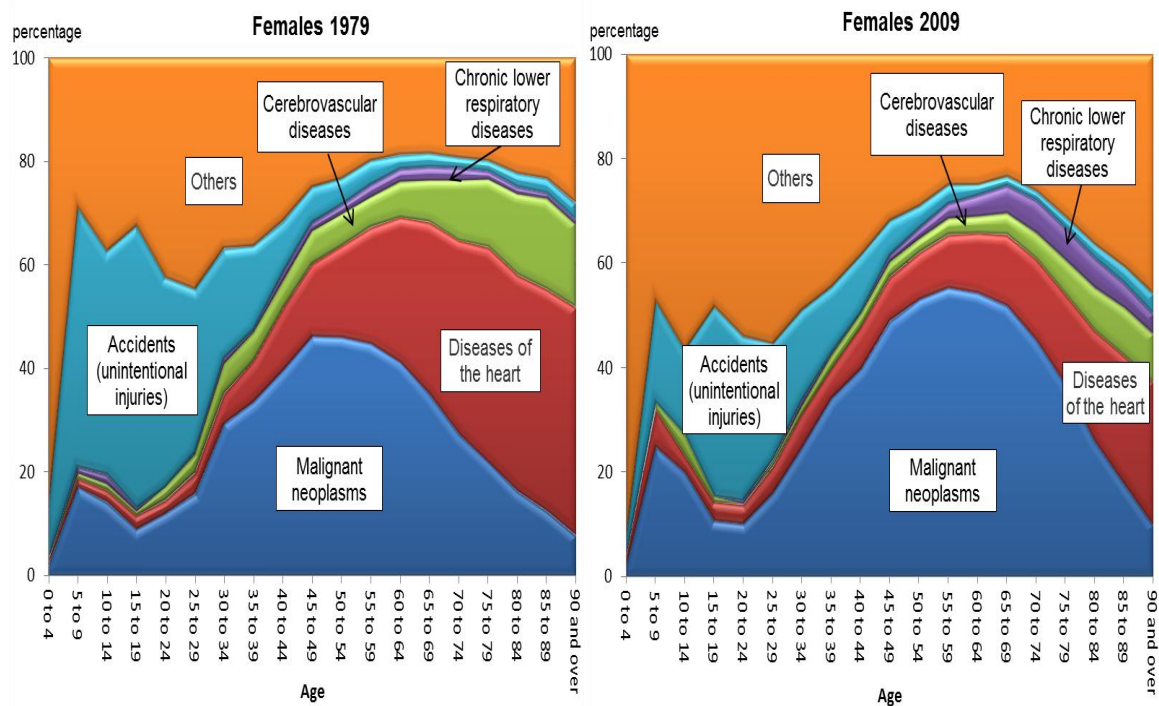 Females 1979
percentage
100
80
60
40
20
0
Cerebrovascular
diseases
Chronic lower
respiratory
diseases
Others
Accidents
(unintentional
injuries)
Diseases of
the heart
Malignant
neoplasms
0 to 4
5 to 9
10 to 14
15 to 19
20 to 24
25 to 29
30 to 34
35 to 39
40 to 44
45 to 49
50 to 54
55 to 59
60 to 64
65 to 69
70 to 74
75 to 79
80 to 84
85 to 89
90 and over
Age
Females 2009
percentage
100
80
60
40
20
0
Cerebrovascular
diseases
Chronic lower
respiratory
diseases
Others
Accidents
(unintentional
injuries)
Diseases of
the heart
Malignant
neoplasms
0 to 4
5 to 9
10 to 14
15 to 19
20 to 24
25 to 29
30 to 34
35 to 39
40 to 44
45 to 49
50 to 54
55 to 59
60 to 64
65 to 69
70 to 74
75 to 79
80 to 84
85 to 89
90 and over
Age